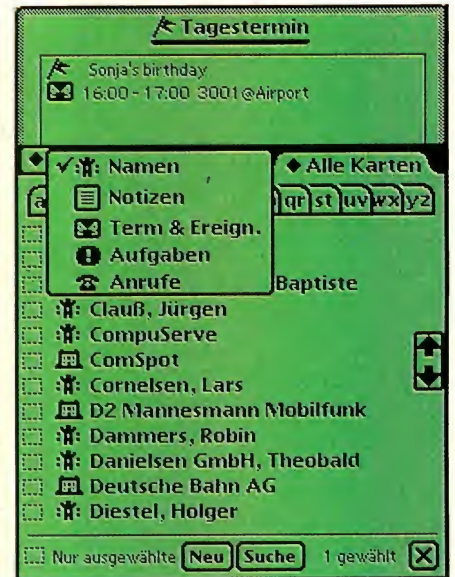 Tagestermin
Sonja's birthday
16:00 - 17:00 3001@Airport
Namen
Alle Karten
Notizen
a qr st uv wx yz
Term & Ereign.
Aufgaben
Anrufe
Baptiste
Clauß, Jürgen
CompuServe
ComSpot
Cornelsen, Lars
D2 Mannesmann Mobilfunk
Dammers, Robin
Danielsen GmbH, Theobald
Deutsche Bahn AG
Diestel, Holger
Nur ausgewählte Neu Suche 1 gewählt